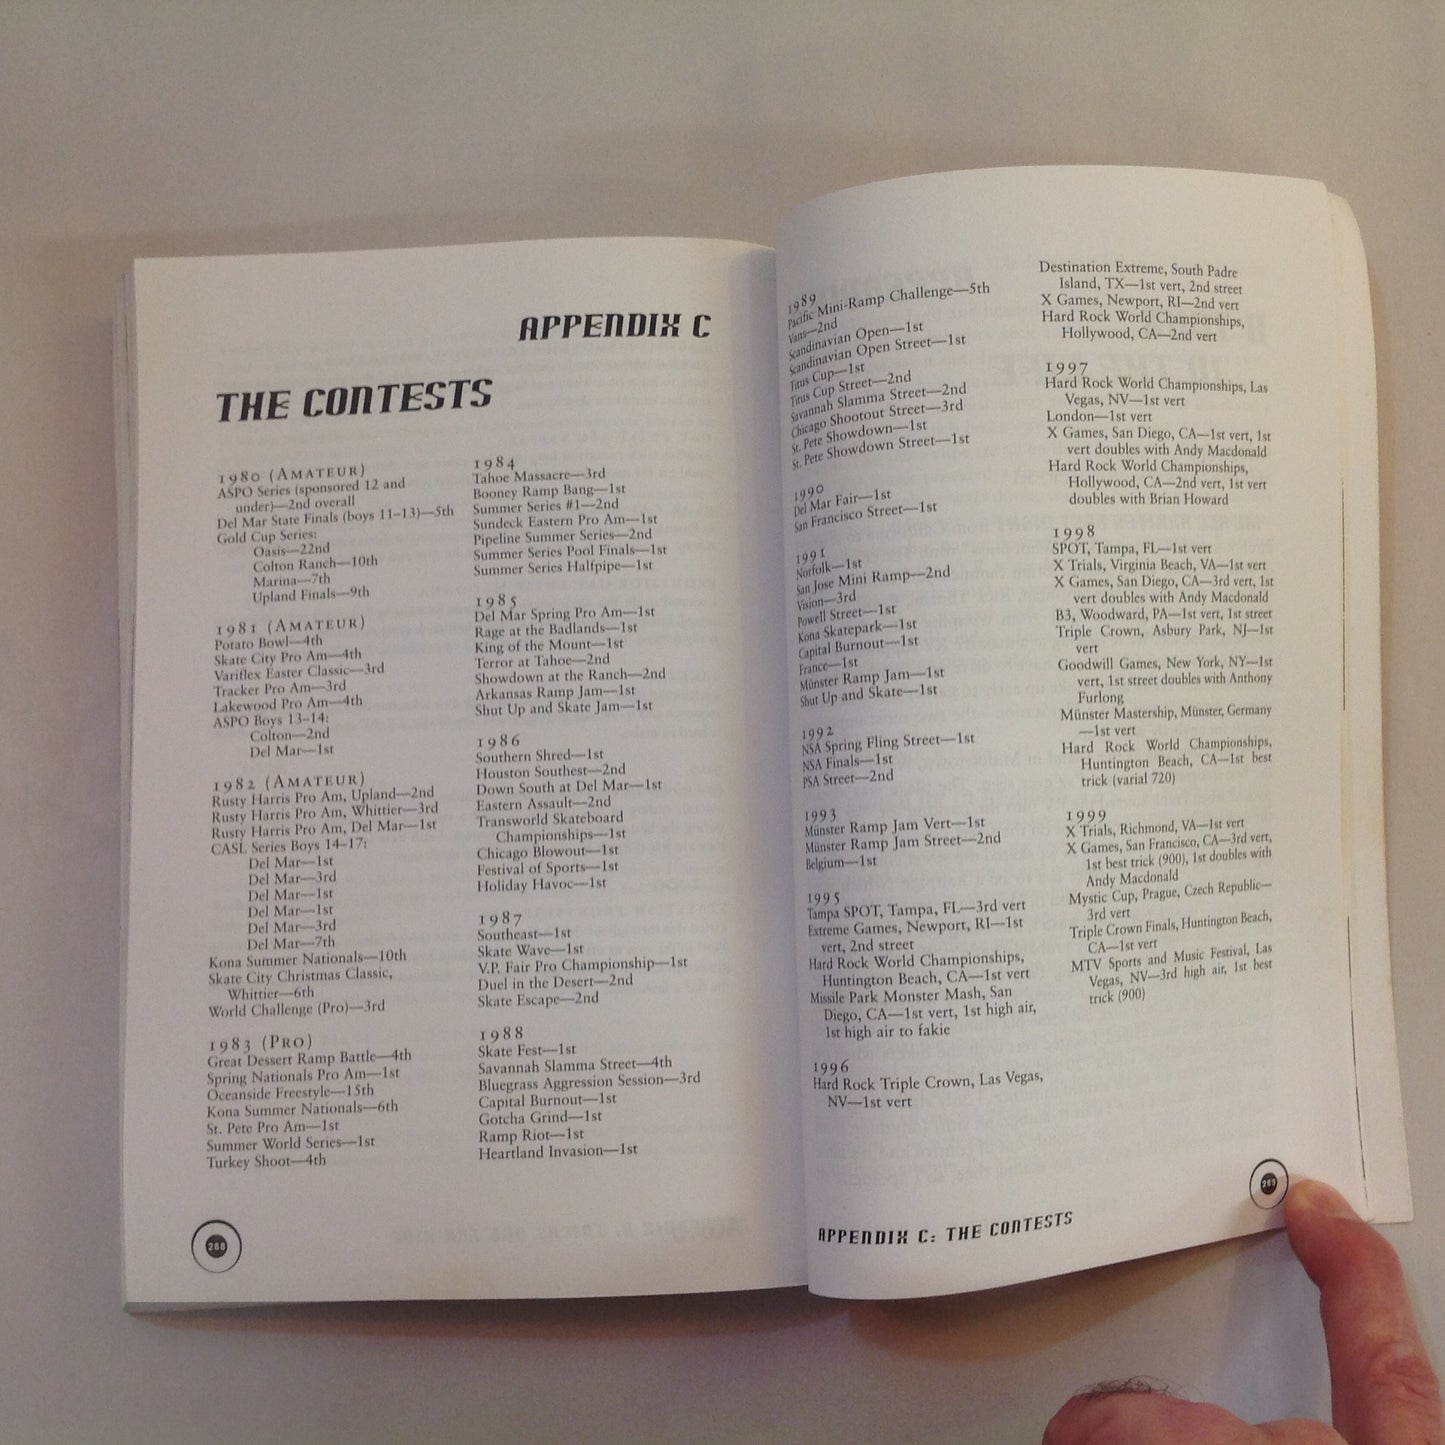 APPENDIX C
THE CONTESTS
1980 (AMATEUR)
ASPO Series (sponsored 12 and
under)—2nd overall
Del Mar State Finals (boys 11–13)—5th
Gold Cup Series:
Oasis—22nd
Colton Ranch—10th
Marina—7th
Upland Finals—9th
1981 (AMATEUR)
Potato Bowl—4th
Skate City Pro Am—4th
Variflex Easter Classic—3rd
Tracker Pro Am—3rd
Lakewood Pro Am—4th
ASPO Boys 13–14:
Colton—2nd
Del Mar—1st
1982 (AMATEUR)
Rusty Harris Pro Am, Upland—2nd
Rusty Harris Pro Am, Whittier—3rd
Rusty Harris Pro Am, Del Mar—1st
CASL Series Boys 14–17:
Del Mar—1st
Del Mar—3rd
Del Mar—1st
Del Mar—1st
Del Mar—3rd
Del Mar—7th
Kona Summer Nationals—10th
Skate City Christmas Classic,
Whittier—6th
World Challenge (Pro)—3rd
1983 (PRO)
Great Dessert Ramp Battle—4th
Spring Nationals Pro Am—1st
Oceanside Freestyle—15th
Kona Summer Nationals—6th
St. Pete Pro Am—1st
Summer World Series—1st
Turkey Shoot—4th
1984
Tahoe Massacre—3rd
Booney Ramp Bang—1st
Summer Series #1—2nd
Sundeck Eastern Pro Am—1st
Pipeline Summer Series—2nd
Summer Series Pool Finals—1st
Summer Series Halfpipe—1st
1985
Del Mar Spring Pro Am—1st
Rage at the Badlands—1st
King of the Mount—1st
Terror at Tahoe—2nd
Showdown at the Ranch—2nd
Arkansas Ramp Jam—1st
Shut Up and Skate Jam—1st
1986
Southern Shred—1st
Houston Southest—2nd
Down South at Del Mar—1st
Eastern Assault—2nd
Transworld Skateboard
Championships—1st
Chicago Blowout—1st
Festival of Sports—1st
Holiday Havoc—1st
1987
Southeast—1st
Skate Wave—1st
V.P. Fair Pro Championship—1st
Duel in the Desert—2nd
Skate Escape—2nd
1988
Skate Fest—1st
Savannah Slamma Street—4th
Bluegrass Aggression Session—3rd
Capital Burnout—1st
Gotcha Grind—1st
Ramp Riot—1st
Heartland Invasion—1st
288
1989
Pacific Mini-Ramp Challenge—5th
Vans—2nd
Scandinavian Open—1st
Scandinavian Open Street—1st
Titus Cup—1st
Titus Cup Street—2nd
Savannah Slamma Street—2nd
Chicago Shootout Street—3rd
St. Pete Showdown—1st
St. Pete Showdown Street—1st
1990
Del Mar Fair—1st
San Francisco Street—1st
1991
Norfolk—1st
San Jose Mini Ramp—2nd
Vision—3rd
Powell Street—1st
Kona Skatepark—1st
Capital Burnout—1st
France—1st
Münster Ramp Jam—1st
Shut Up and Skate—1st
1992
NSA Spring Fling Street—1st
NSA Finals—1st
PSA Street—2nd
1993
Münster Ramp Jam Vert—1st
Münster Ramp Jam Street—2nd
Belgium—1st
1995
Tampa SPOT, Tampa, FL—3rd vert
Extreme Games, Newport, RI—1st
vert, 2nd street
Hard Rock World Championships,
Huntington Beach, CA—1st vert
Missile Park Monster Mash, San
Diego, CA—1st vert, 1st high air,
1st high air to fakie
1996
Hard Rock Triple Crown, Las Vegas,
NV—1st vert
Destination Extreme, South Padre
Island, TX—1st vert, 2nd street
X Games, Newport, RI—2nd vert
Hard Rock World Championships,
Hollywood, CA—2nd vert
1997
Hard Rock World Championships, Las
Vegas, NV—1st vert
London—1st vert
X Games, San Diego, CA—1st vert, 1st
vert doubles with Andy Macdonald
Hard Rock World Championships,
Hollywood, CA—2nd vert, 1st vert
doubles with Brian Howard
1998
SPOT, Tampa, FL—1st vert
X Trials, Virginia Beach, VA—1st vert
X Games, San Diego, CA—3rd vert, 1st
vert doubles with Andy Macdonald
B3, Woodward, PA—1st vert, 1st street
Triple Crown, Asbury Park, NJ—1st
vert
Goodwill Games, New York, NY—1st
vert, 1st street doubles with Anthony
Furlong
Münster Mastership, Münster, Germany
—1st vert
Hard Rock World Championships,
Huntington Beach, CA—1st best
trick (varial 720)
1999
X Trials, Richmond, VA—1st vert
X Games, San Francisco, CA—3rd vert,
1st best trick (900), 1st doubles with
Andy Macdonald
Mystic Cup, Prague, Czech Republic—
3rd vert
Triple Crown Finals, Huntington Beach,
CA—1st vert
MTV Sports and Music Festival, Las
Vegas, NV—3rd high air, 1st best
trick (900)
APPENDIX C: THE CONTESTS
289